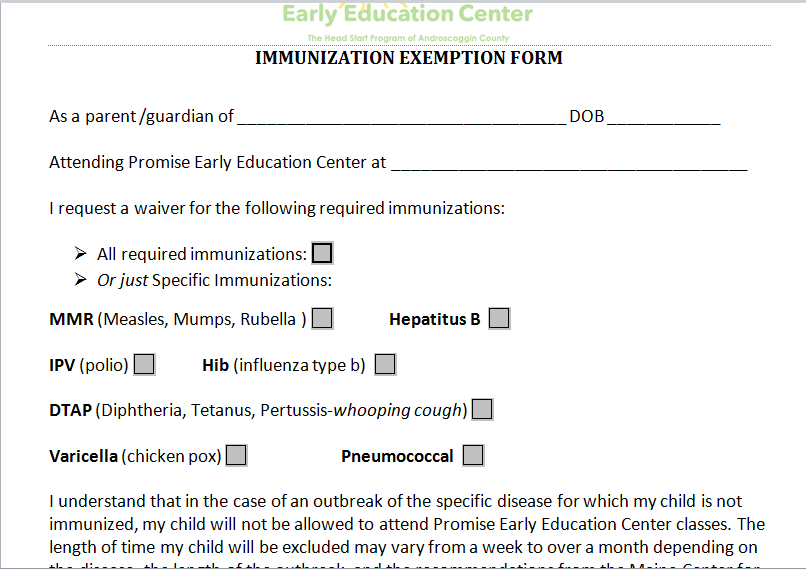 Early Education Center
The Head Start Program of Androscoggin County
IMMUNIZATION EXEMPTION FORM
As a parent/guardian of __________________________________ DOB ____________
Attending Promise Early Education Center at _____________________________________
I request a waiver for the following required immunizations:
All required immunizations:
Or just Specific Immunizations:
MMR (Measles, Mumps, Rubella ) Hepatitus B
IPV (polio) Hib (influenza type b)
DTAP (Diphtheria, Tetanus, Pertussis-whooping cough)
Varicella (chicken pox) Pneumococcal
I understand that in the case of an outbreak of the specific disease for which my child is not
immunized, my child will not be allowed to attend Promise Early Education Center classes. The
length of time my child will be excluded may vary from a week to over a month depending on
the disease, the length of the outbreak, and the recommendations from the Maine Center for